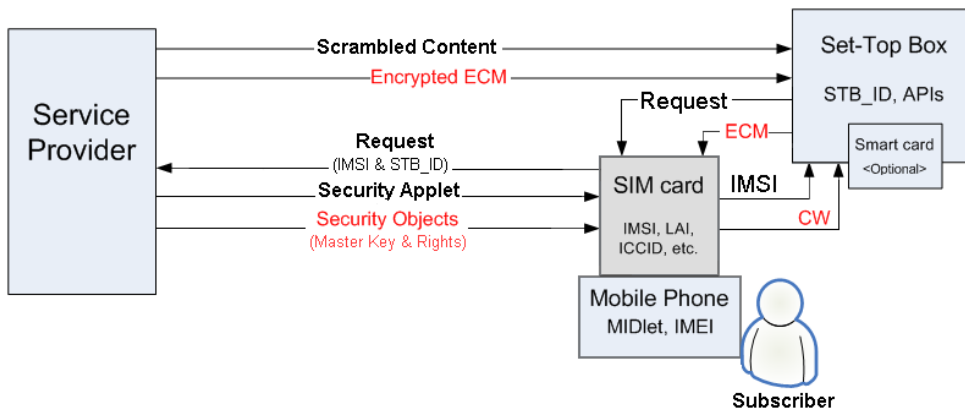 Scrambled Content
Encrypted ECM
Service
Provider
Set-Top Box
STB_ID, APIs
Smart card
<Optional>
Request
ECM
Request
(IMSI & STB_ID)
Security Applet
Security Objects
(Master Key & Rights)
SIM card
IMSI, LAI,
ICCID, etc.
IMSI
CW
Mobile Phone
MIDlet, IMEI
Subscriber